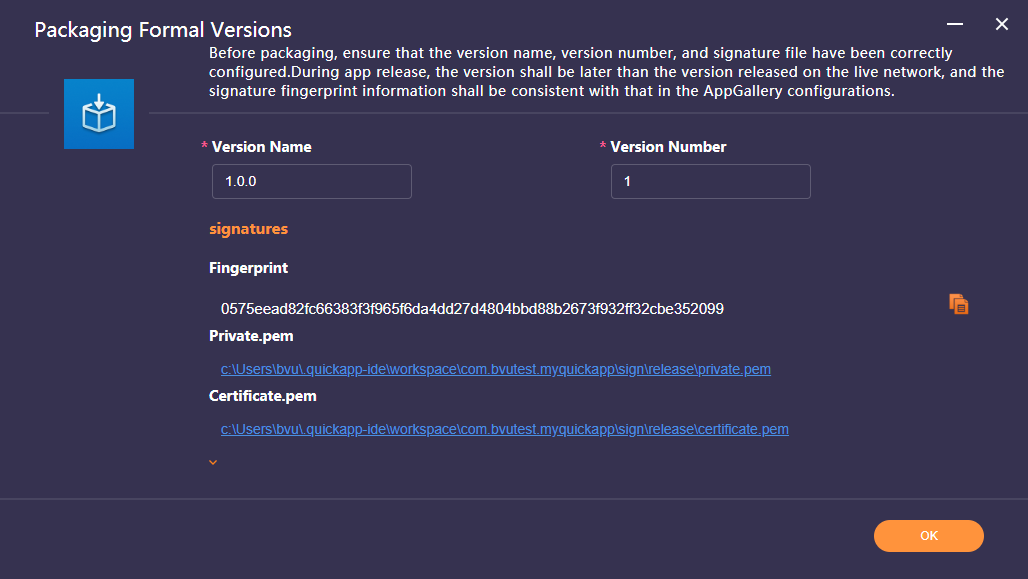 Packaging Formal Versions
Before packaging, ensure that the version name, version number, and signature file have been correctly
configured.During app release, the version shall be later than the version released on the live network, and the
signature fingerprint information shall be consistent with that in the AppGallery configurations.
* Version Name
* Version Number
1.0.0
1
signatures
Fingerprint
0575eead82fc66383f3f965f6da4dd27d4804bbd88b2673f932ff32cbe352099
Private.pem
c:\Users\bvu\.quickapp-ide\workspace\com.bvutest.myquickapp\sign\release\private.pem
Certificate.pem
c:\Users\bvu\.quickapp-ide\workspace\com.bvutest.myquickapp\sign\release\certificate.pem
OK